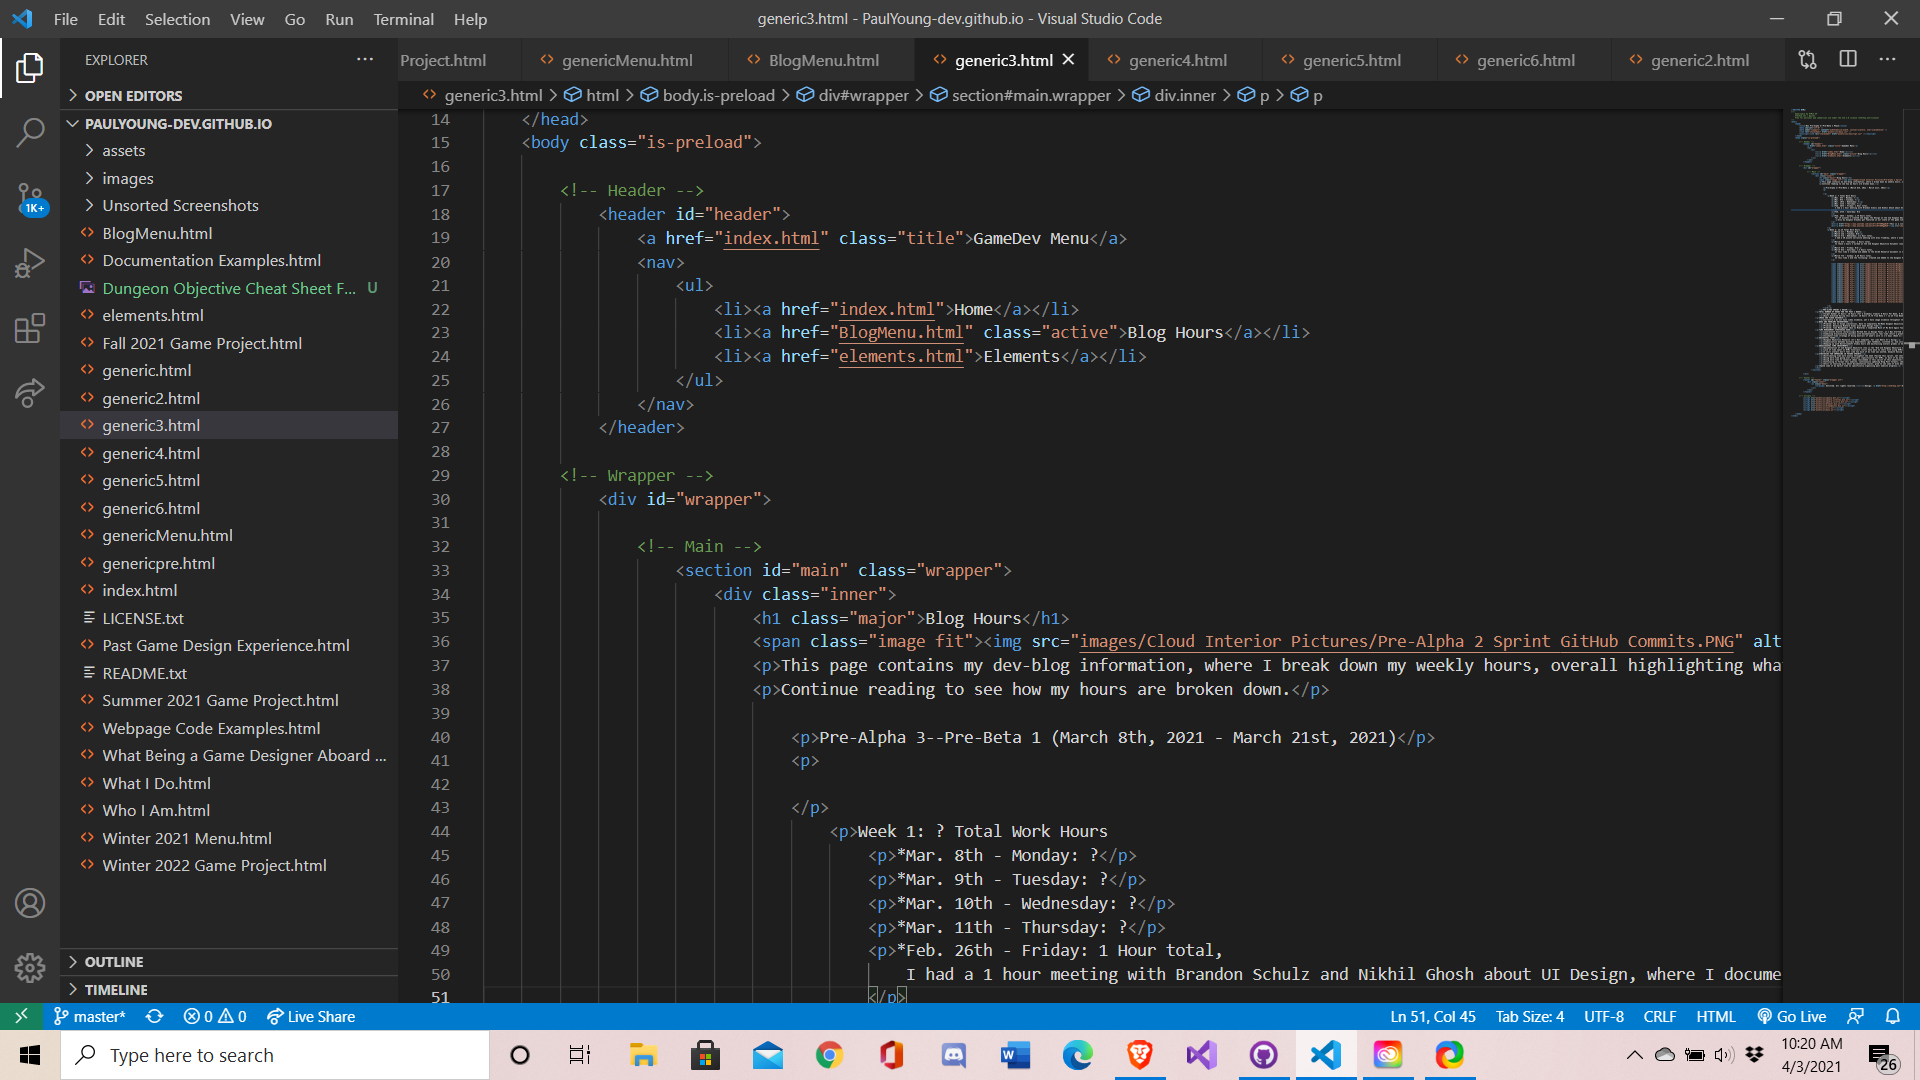 File Edit Selection View Go Run Terminal Help
generic3.html - PaulYoung-dev.github.io - Visual Studio Code
EXPLORER
Project.html
genericMenu.html
BlogMenu.html
generic3.html
generic4.html
generic5.html
generic6.html
generic2.html
generic3.html > html > body.is-preload > div#wrapper > section#main.wrapper > div.inner > p > p
OPEN EDITORS
PAULYOUNG-DEV.GITHUB.IO
assets
images
Unsorted Screenshots
BlogMenu.html
Documentation Examples.html
Dungeon Objective Cheat Sheet F... U
elements.html
Fall 2021 Game Project.html
generic.html
generic2.html
generic3.html
generic4.html
generic5.html
generic6.html
genericMenu.html
genericpre.html
index.html
LICENSE.txt
Past Game Design Experience.html
README.txt
Summer 2021 Game Project.html
Webpage Code Examples.html
What Being a Game Designer Aboard ...
What I Do.html
Who I Am.html
Winter 2021 Menu.html
Winter 2022 Game Project.html
OUTLINE
TIMELINE
1K+
14 </head>
15 <body class="is-preload">
16
17 <!-- Header -->
18 <header id="header">
19 <a href="index.html" class="title">GameDev Menu</a>
20 <nav>
21 <ul>
22 <li><a href="index.html">Home</a></li>
23 <li><a href="BlogMenu.html" class="active">Blog Hours</a></li>
24 <li><a href="elements.html">Elements</a></li>
25 </ul>
26 </nav>
27 </header>
28
29 <!-- Wrapper -->
30 <div id="wrapper">
31
32 <!-- Main -->
33 <section id="main" class="wrapper">
34 <div class="inner">
35 <h1 class="major">Blog Hours</h1>
36 <span class="image fit"><img src="images/Cloud Interior Pictures/Pre-Alpha 2 Sprint GitHub Commits.PNG" alt
37 <p>This page contains my dev-blog information, where I break down my weekly hours, overall highlighting wha
38 <p>Continue reading to see how my hours are broken down.</p>
39
40 <p>Pre-Alpha 3--Pre-Beta 1 (March 8th, 2021 - March 21st, 2021)</p>
41 <p>
42
43 </p>
44 <p>Week 1: ? Total Work Hours
45 <p>*Mar. 8th - Monday: ?</p>
46 <p>*Mar. 9th - Tuesday: ?</p>
47 <p>*Mar. 10th - Wednesday: ?</p>
48 <p>*Mar. 11th - Thursday: ?</p>
49 <p>*Feb. 26th - Friday: 1 Hour total,
50 I had a 1 hour meeting with Brandon Schulz and Nikhil Ghosh about UI Design, where I docume
51 </p>
master* 0 0 Live Share
Ln 51, Col 45 Tab Size: 4 UTF-8 CRLF HTML Go Live
Type here to search
10:20 AM
4/3/2021
26